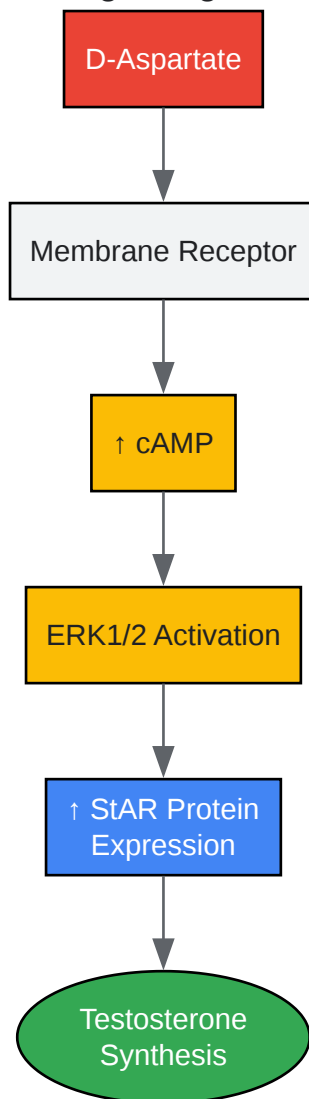 D-Aspartate
Membrane Receptor
↑ cAMP
ERK1/2 Activation
↑ StAR Protein
Expression
Testosterone
Synthesis